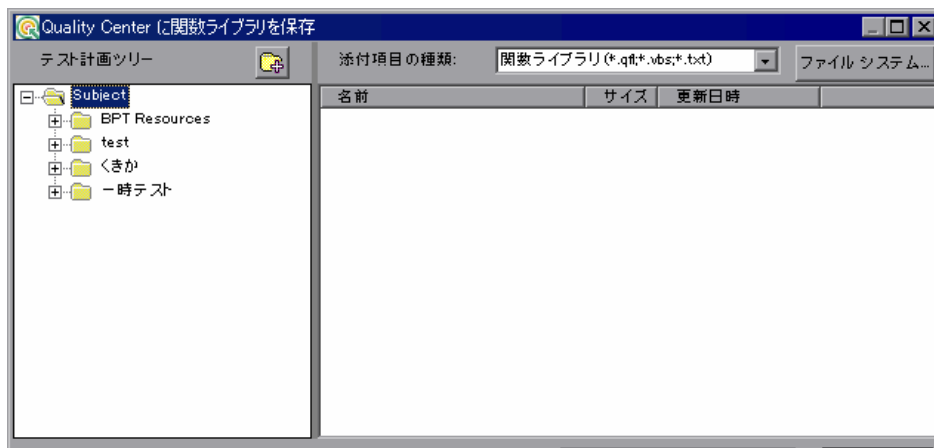 Quality Center に関数ライブラリを保存
テスト計画ツリー
添付項目の種類:
関数ライブラリ(*.qfl;*.vbs;*.txt)
ファイル システム...
Subject
BPT Resources
test
くきか
一時テスト
名前 サイズ 更新日時